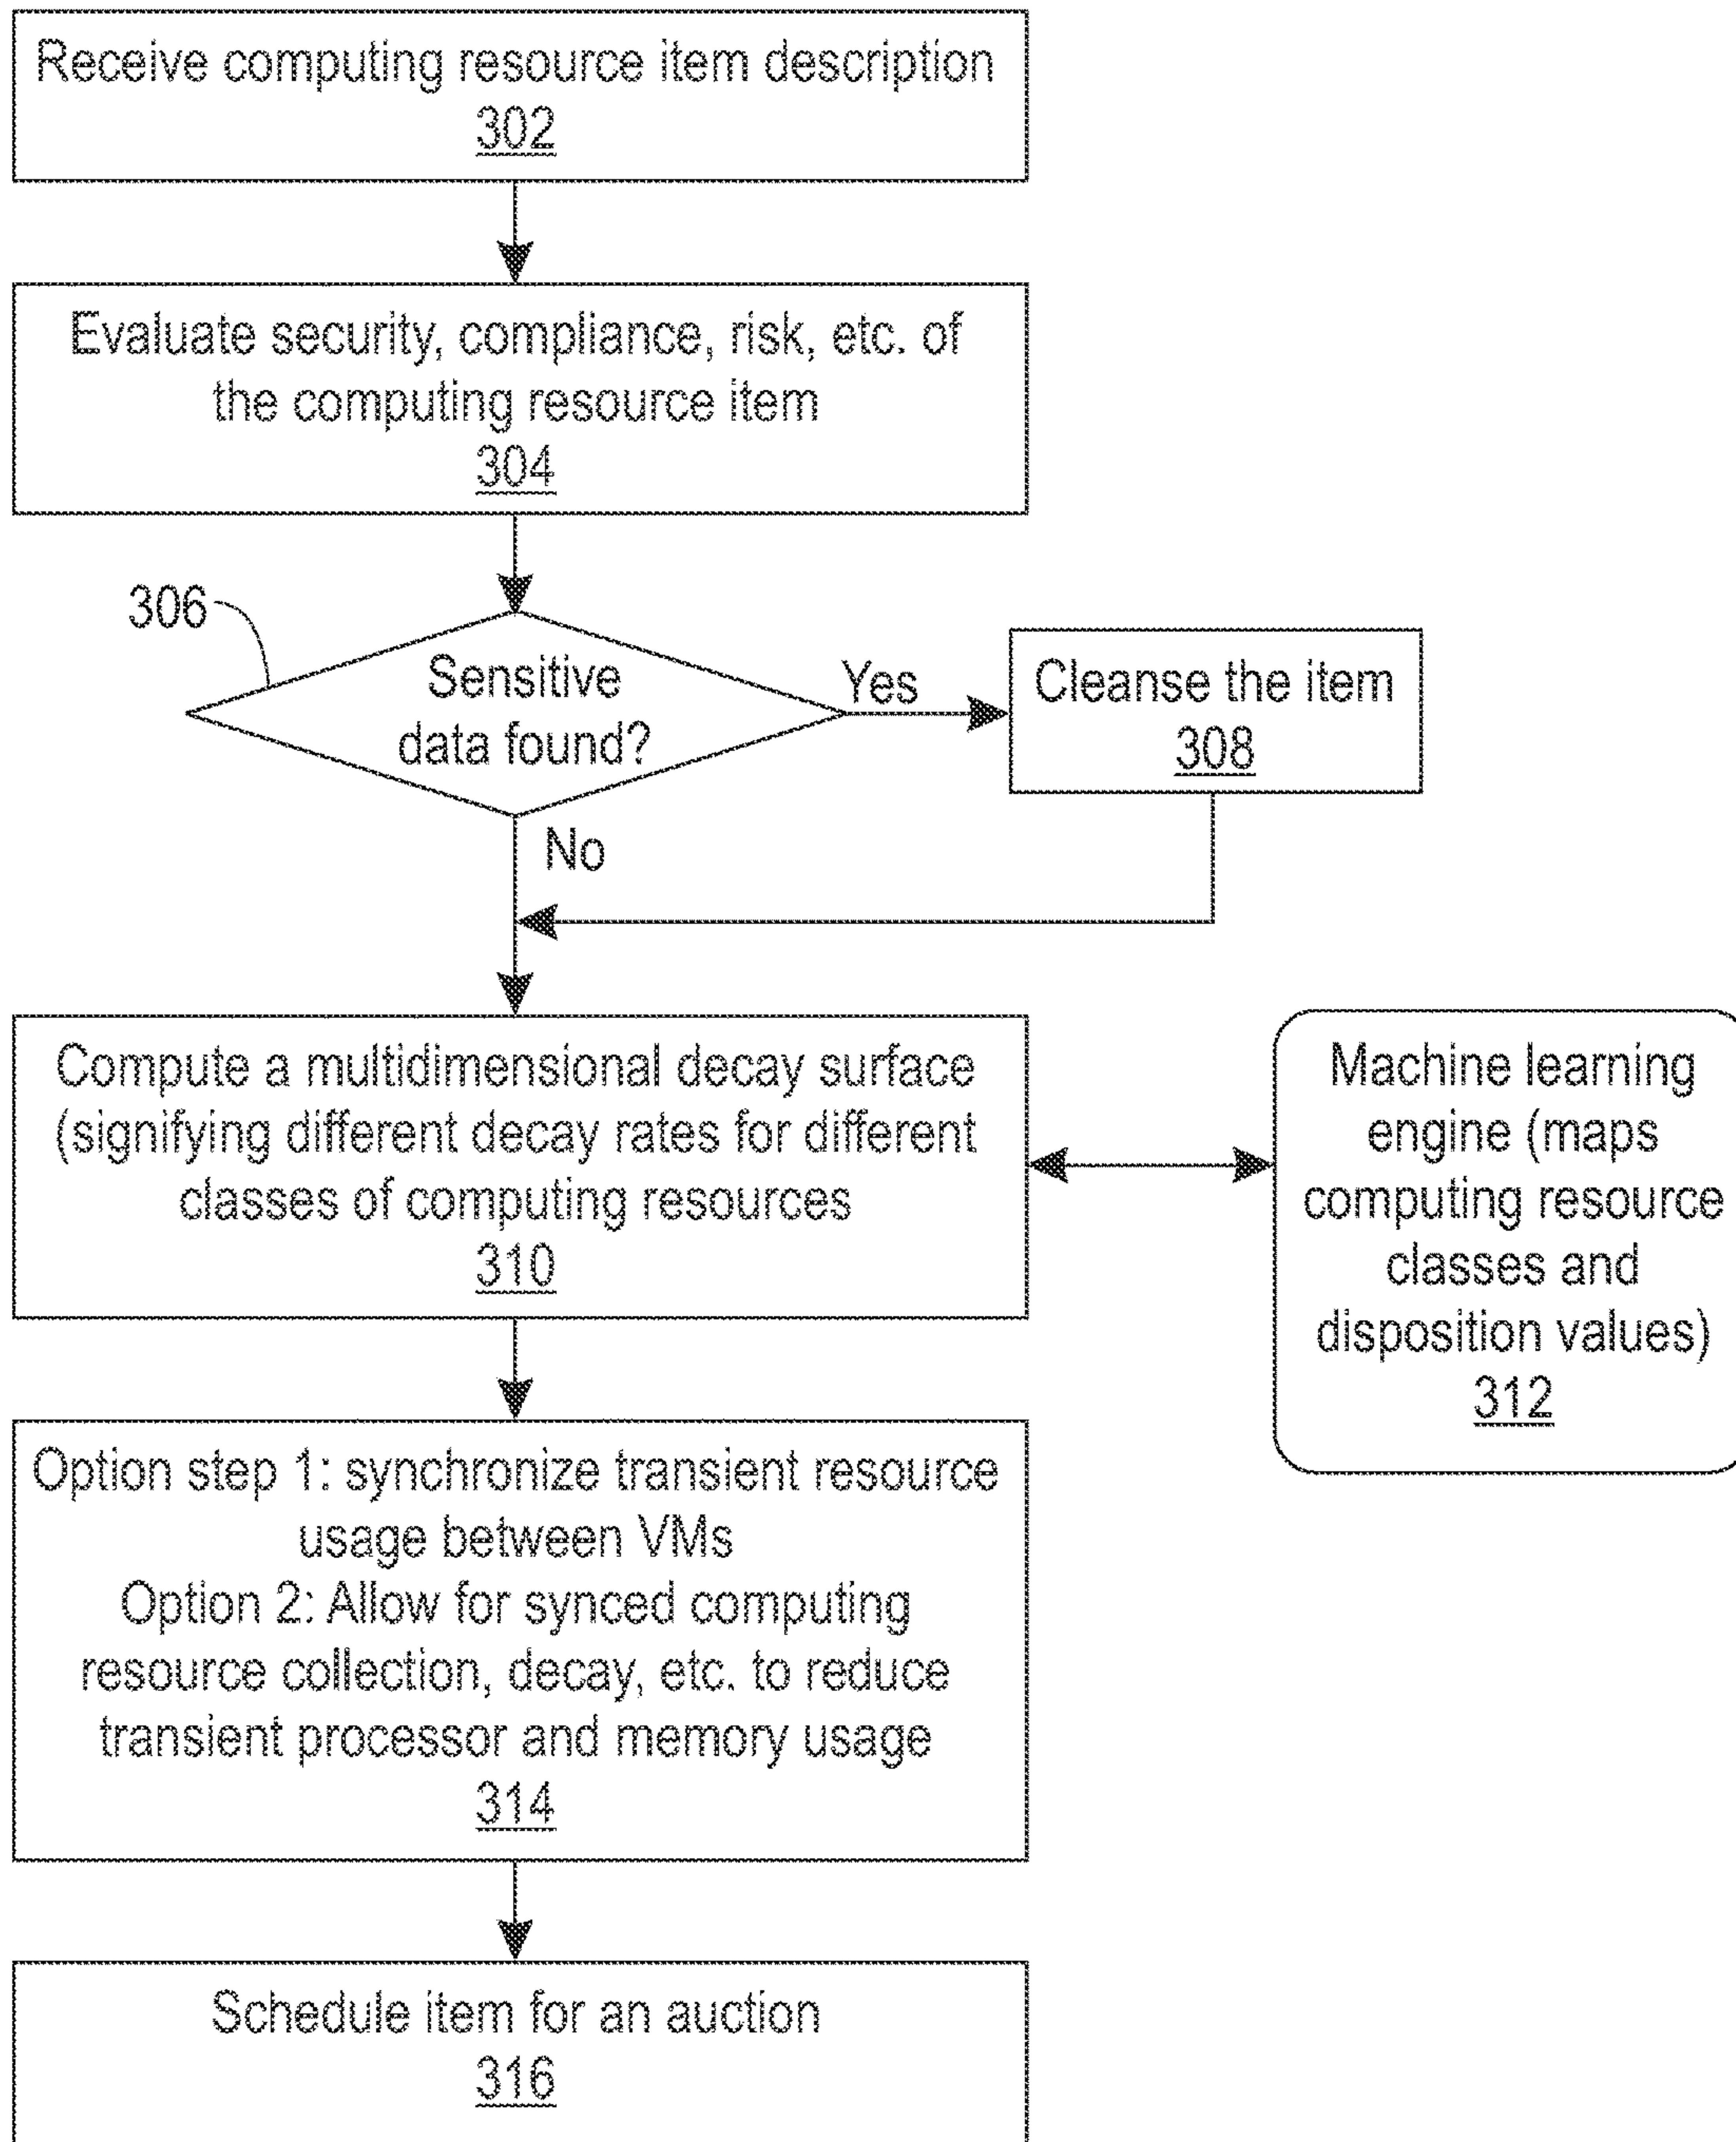 Receive computing resource item description
302
Evaluate security, compliance, risk, etc. of
the computing resource item
304
306
Sensitive
data found?
Yes
Cleanse the item
308
No
Compute a multidimensional decay surface
(signifying different decay rates for different
classes of computing resources
310
Machine learning
engine (maps
computing resource
classes and
disposition values)
312
Option step 1: synchronize transient resource
usage between VMs
Option 2: Allow for synced computing
resource collection, decay, etc. to reduce
transient processor and memory usage
314
Schedule item for an auction
316